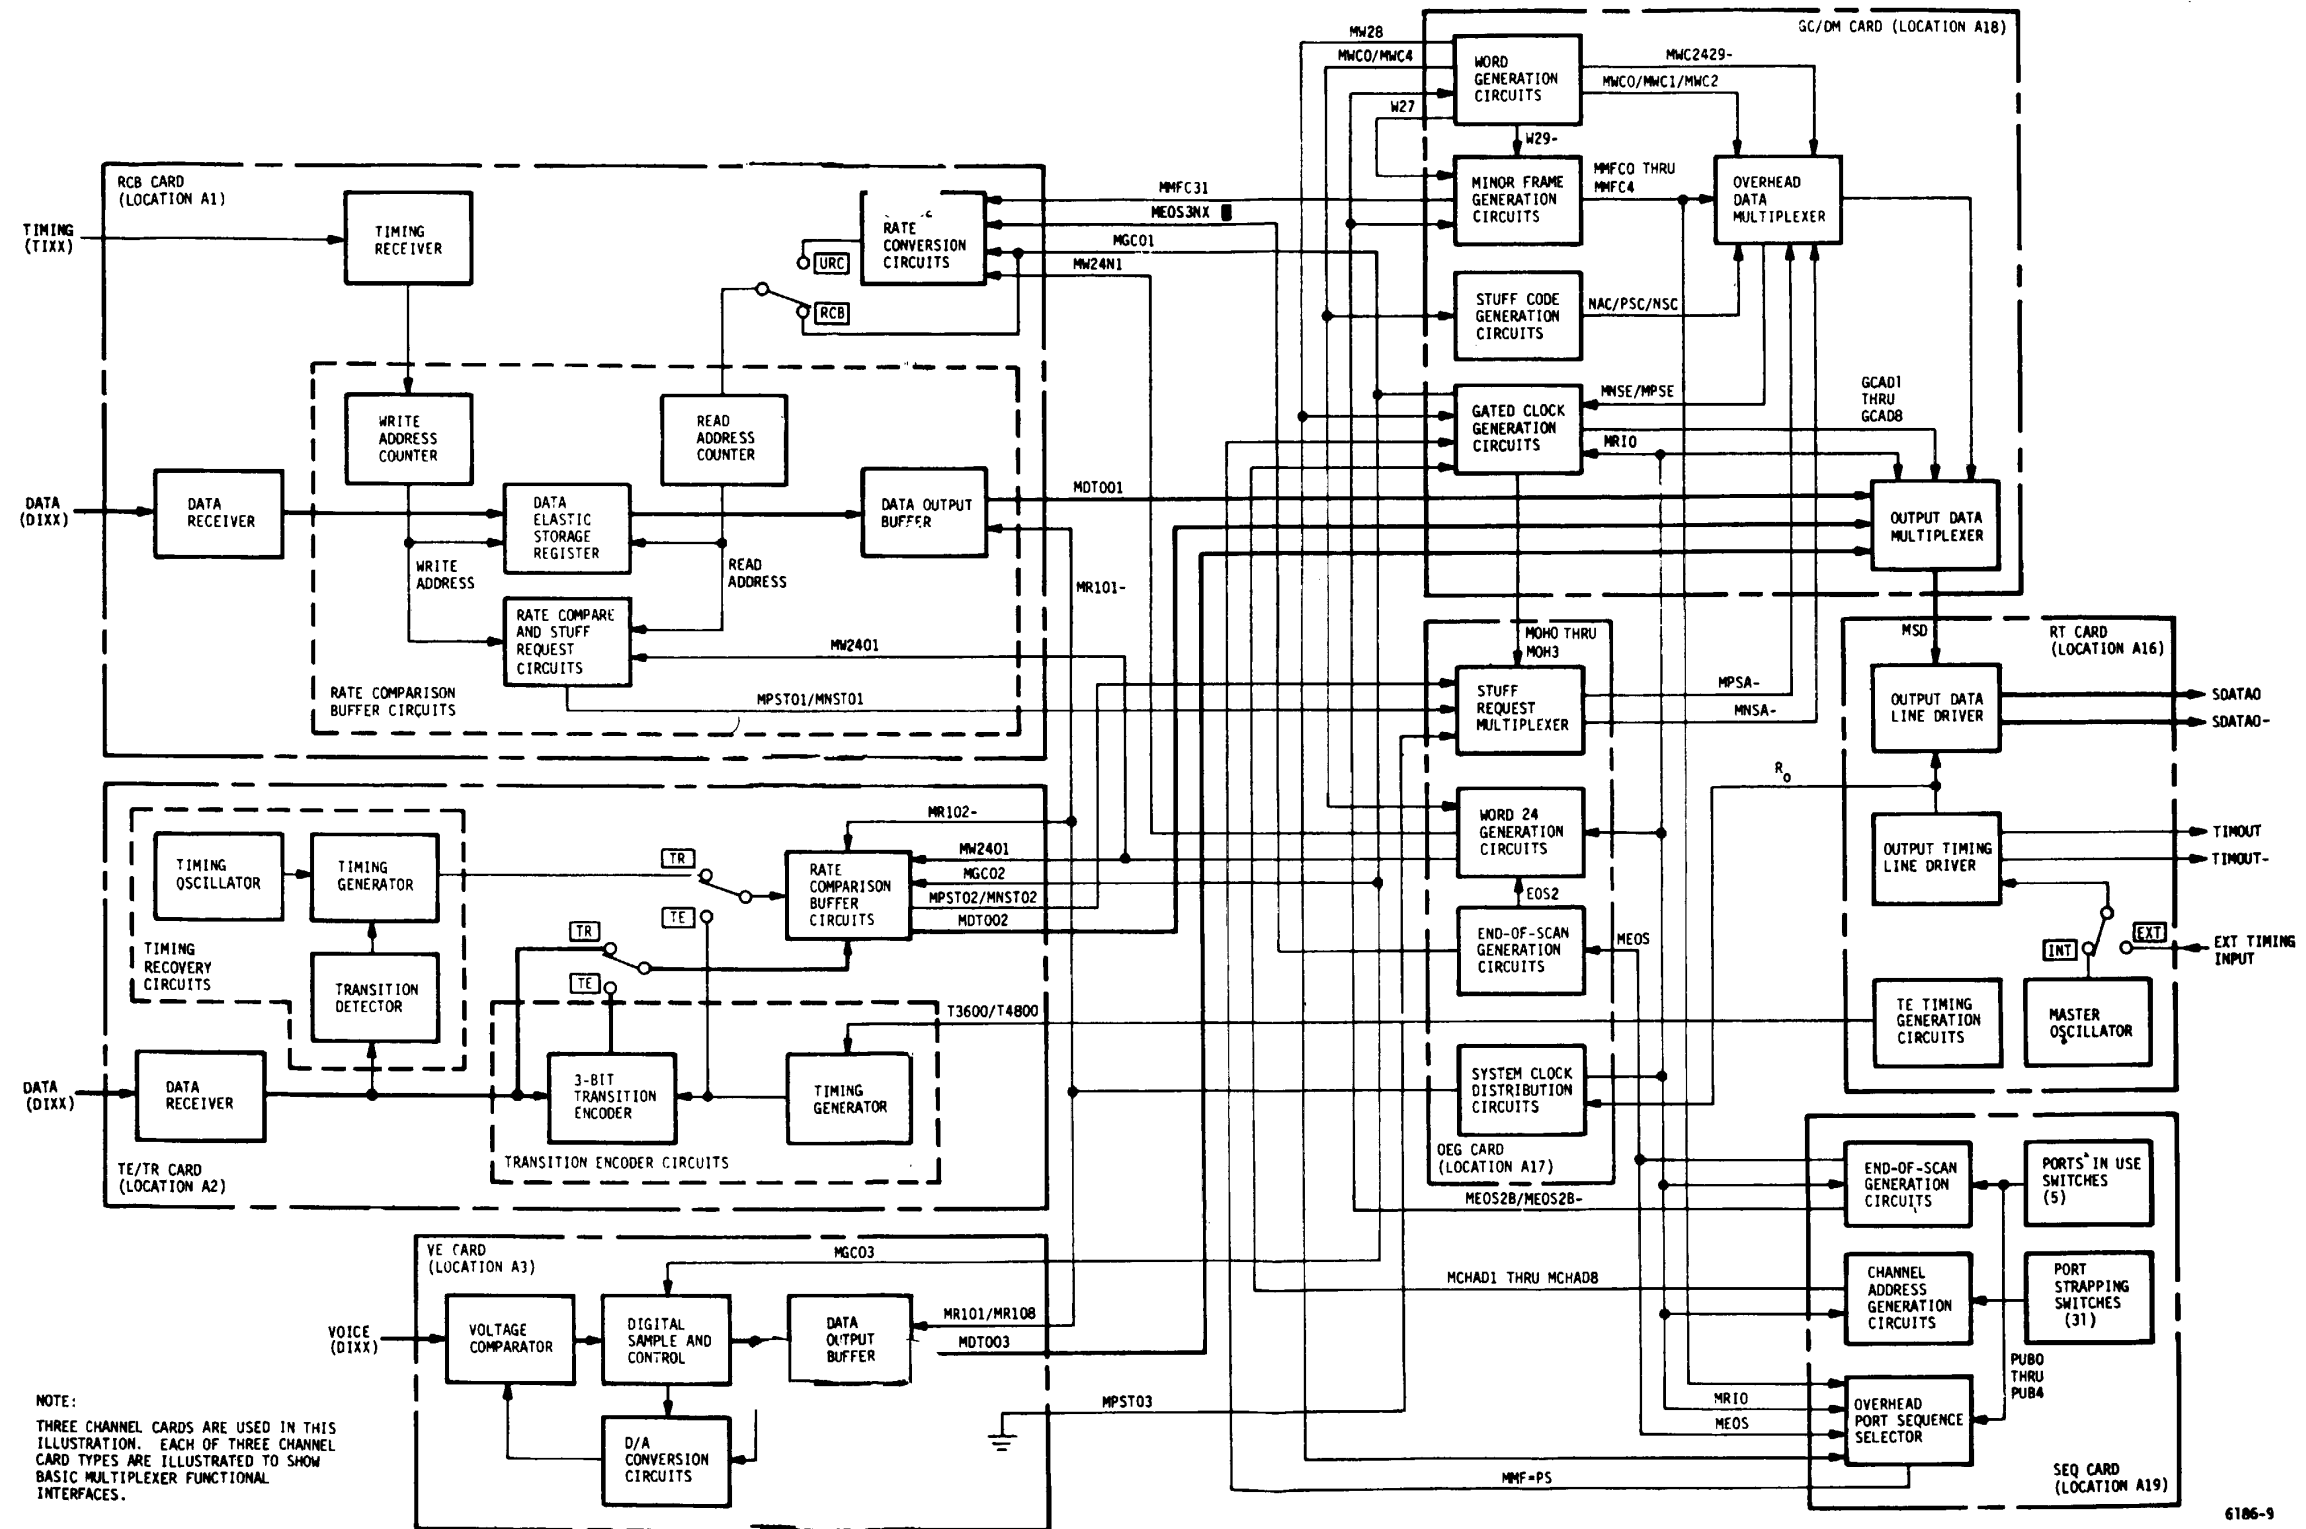 RCB CARD
(LOCATION A1)
TIMING
(TIXX)
TIMING
RECEIVER
RATE
CONVERSION
CIRCUITS
URC
RCB
WRITE
ADDRESS
COUNTER
READ
ADDRESS
COUNTER
DATA
(DIXX)
DATA
RECEIVER
DATA
ELASTIC
STORAGE
REGISTER
DATA OUTPUT
BUFFER
WRITE
ADDRESS
READ
ADDRESS
RATE COMPARE
AND STUFF
REQUEST
CIRCUITS
MW2401
RATE COMPARISON
BUFFER CIRCUITS
MPST01/MNST01
MMFC31
MEOS3NX
MGC01
MW24N1
MDT001
MR101-
MW28
MWC0/MWC4
W27
GC/DM CARD (LOCATION A18)
WORD
GENERATION
CIRCUITS
MWC2429-
MWC0/MWC1/MWC2
W29-
MINOR FRAME
GENERATION
CIRCUITS
MMFC0 THRU
MMFC4
OVERHEAD
DATA
MULTIPLEXER
STUFF CODE
GENERATION
CIRCUITS
NAC/PSC/NSC
GATED CLOCK
GENERATION
CIRCUITS
MNSE/MPSE
GCAD1
THRU
GCAD8
MRIO
OUTPUT DATA
MULTIPLEXER
MOH0 THRU
MOH3
STUFF
REQUEST
MULTIPLEXER
MPSA-
MNSA-
WORD 24
GENERATION
CIRCUITS
EOS2
END-OF-SCAN
GENERATION
CIRCUITS
MEOS
SYSTEM CLOCK
DISTRIBUTION
CIRCUITS
OEG CARD
(LOCATION A17)
MSD
RT CARD
(LOCATION A16)
OUTPUT DATA
LINE DRIVER
SDATAO
SDATAO-
Ro
OUTPUT TIMING
LINE DRIVER
TIMOUT
TIMOUT-
INT
EXT
EXT TIMING
INPUT
TE TIMING
GENERATION
CIRCUITS
MASTER
OSCILLATOR
TIMING
OSCILLATOR
TIMING
GENERATOR
TIMING
RECOVERY
CIRCUITS
TRANSITION
DETECTOR
TR
TE
TR
TE
RATE
COMPARISON
BUFFER
CIRCUITS
MR102-
MW2401
MGC02
MPST02/MNST02
MDT002
T3600/T4800
DATA
(DIXX)
DATA
RECEIVER
3-BIT
TRANSITION
ENCODER
TIMING
GENERATOR
TRANSITION ENCODER CIRCUITS
TE/TR CARD
(LOCATION A2)
MEOS2B/MEOS2B-
END-OF-SCAN
GENERATION
CIRCUITS
PORTS IN USE
SWITCHES
(5)
MCHAD1 THRU MCHAD8
CHANNEL
ADDRESS
GENERATION
CIRCUITS
PORT
STRAPPING
SWITCHES
(31)
PUB0
THRU
PUB4
MRIO
MEOS
OVERHEAD
PORT SEQUENCE
SELECTOR
MMF=PS
SEQ CARD
(LOCATION A19)
VE CARD
(LOCATION A3)
MGC03
VOICE
(DIXX)
VOLTAGE
COMPARATOR
DIGITAL
SAMPLE AND
CONTROL
DATA
OUTPUT
BUFFER
MR101/MR108
MDT003
D/A
CONVERSION
CIRCUITS
MPST03
NOTE:
THREE CHANNEL CARDS ARE USED IN THIS
ILLUSTRATION. EACH OF THREE CHANNEL
CARD TYPES ARE ILLUSTRATED TO SHOW
BASIC MULTIPLEXER FUNCTIONAL
INTERFACES.
6186-9